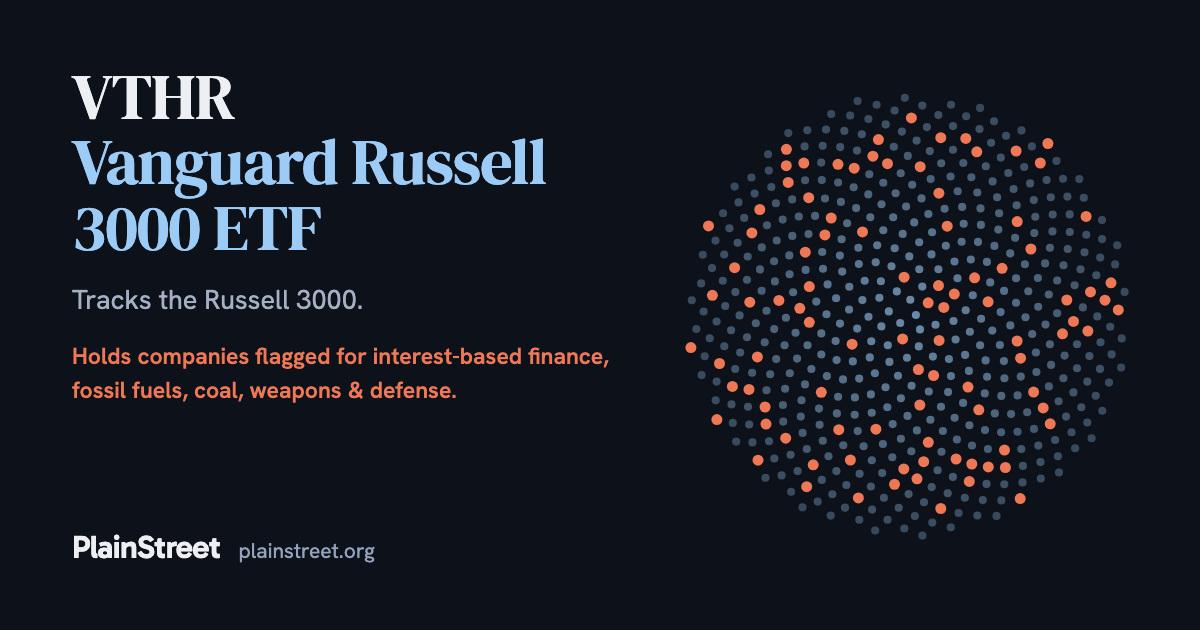 VTHR
Vanguard Russell
3000 ETF
Tracks the Russell 3000.
Holds companies flagged for interest-based finance,
fossil fuels, coal, weapons & defense.
PlainStreet plainstreet.org